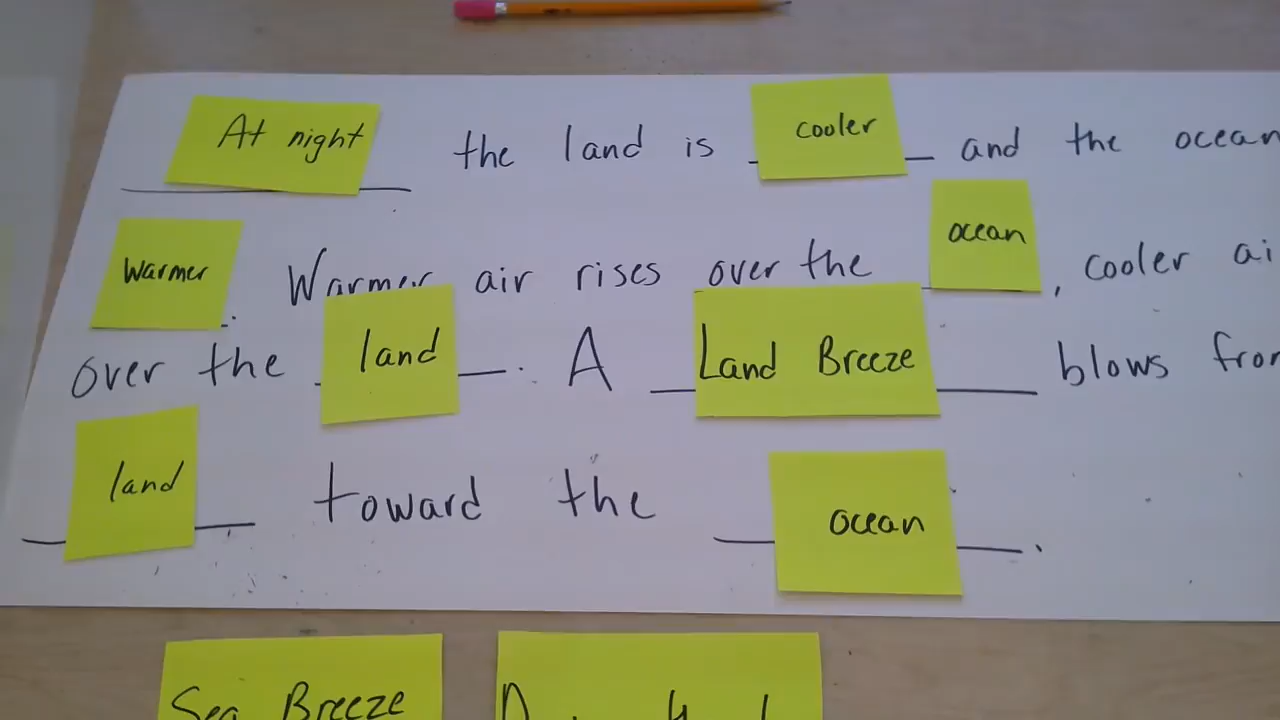 At night the land is cooler and the ocean
Warmer. Warmer air rises over the ocean, cooler ai
over the land. A Land Breeze blows from
land toward the ocean.
Sea Breeze